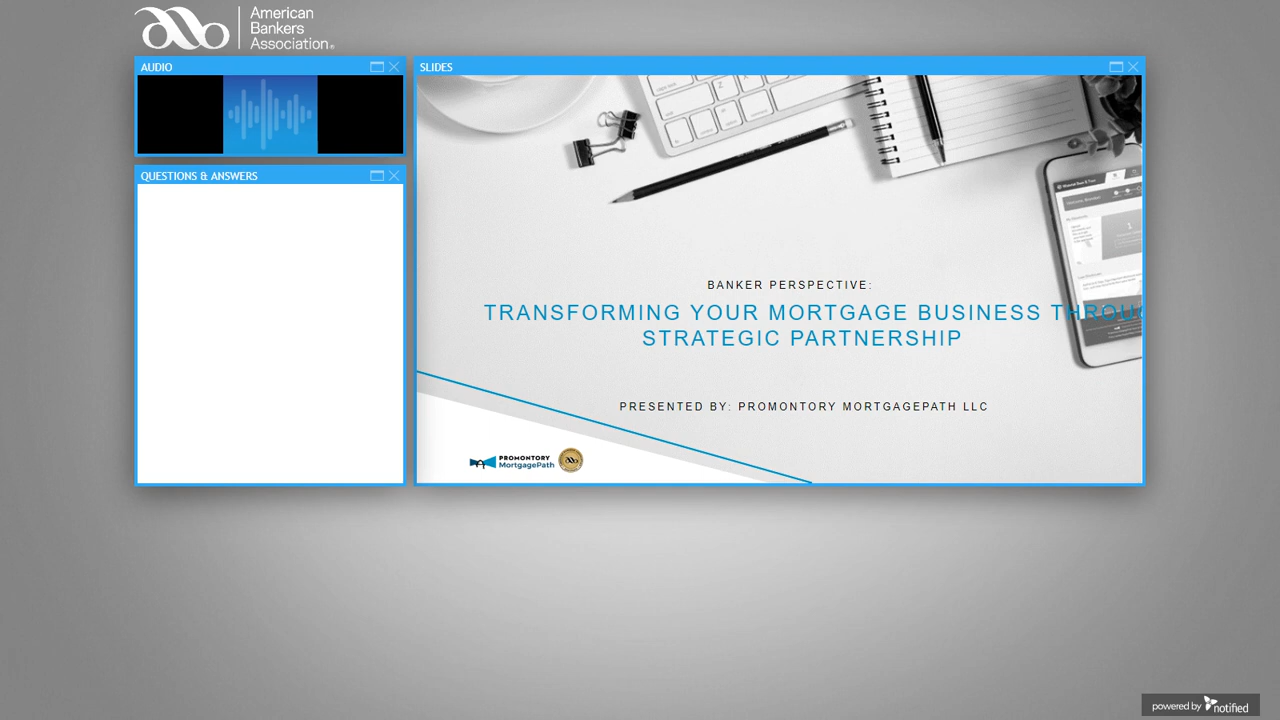 American
Bankers
Association®
AUDIO
SLIDES
QUESTIONS & ANSWERS
BANKER PERSPECTIVE:
TRANSFORMING YOUR MORTGAGE BUSINESS THROUG
STRATEGIC PARTNERSHIP
PRESENTED BY: PROMONTORY MORTGAGEPATH LLC
PROMONTORY
MortgagePath
powered by notified